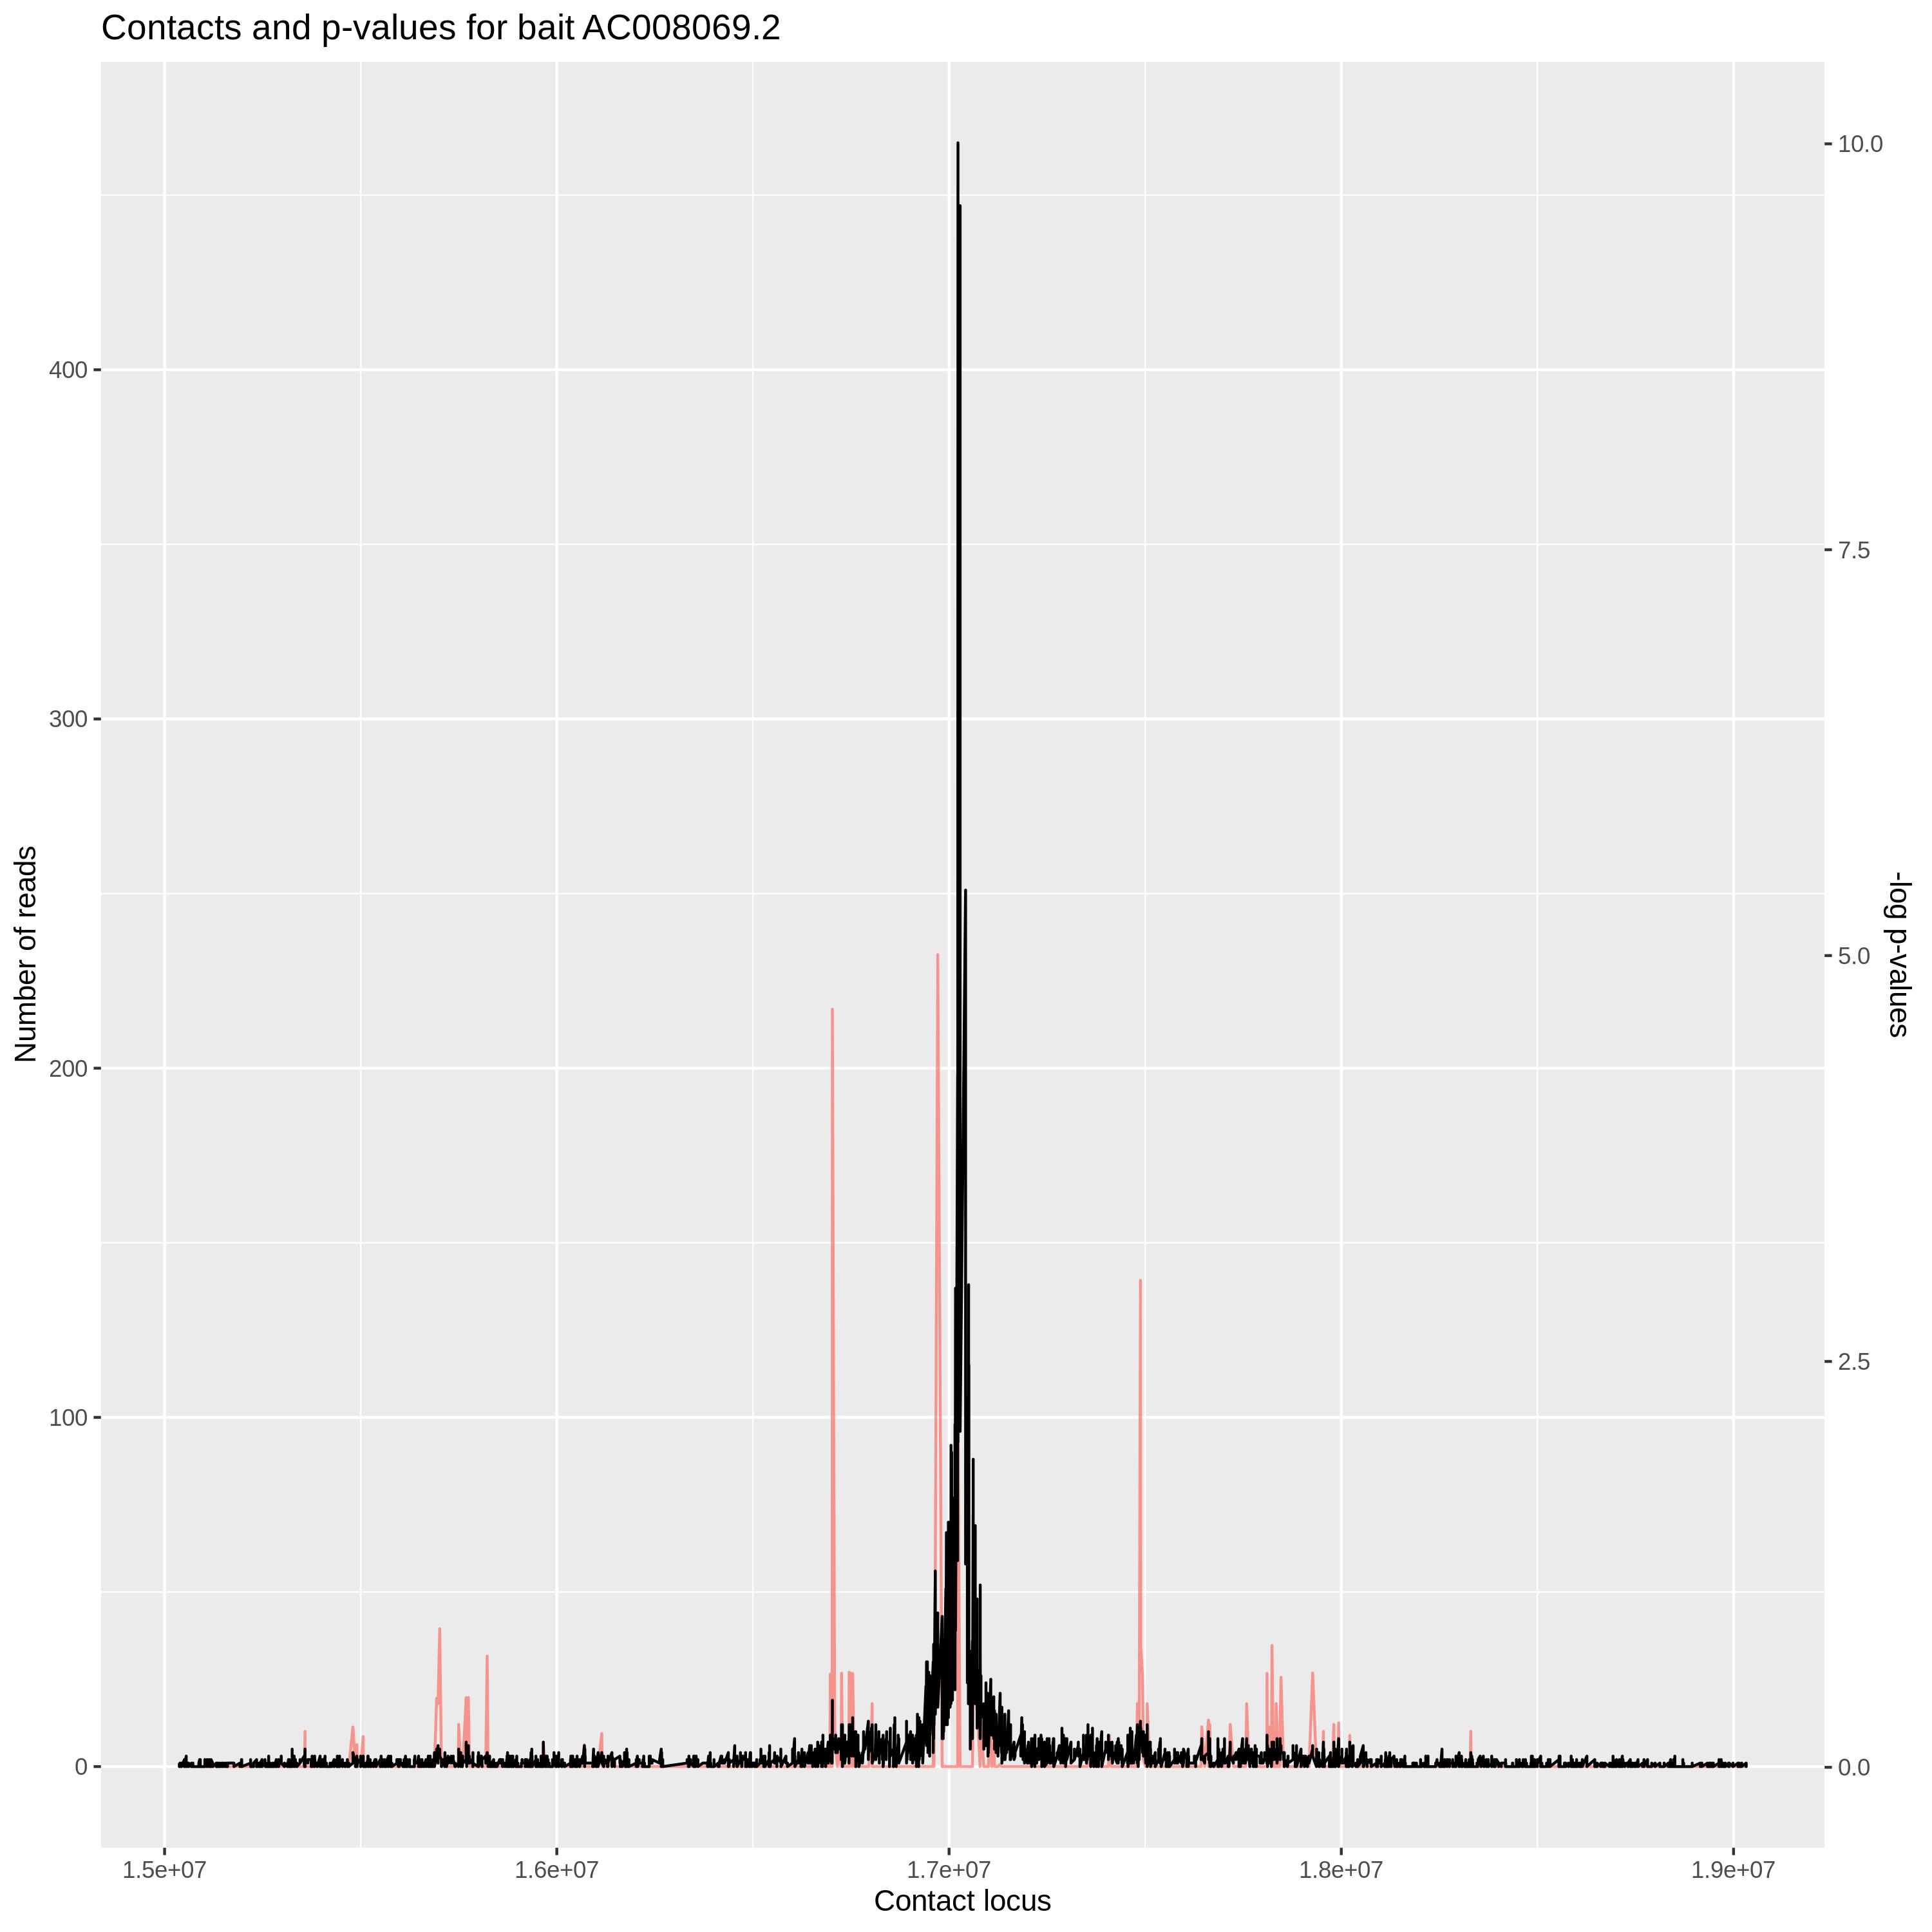 Contacts and p-values for bait AC008069.2
10.0
400
7.5
300
Number of reads
5.0
-log p-values
200
2.5
100
0
0.0
1.5e+07
1.6e+07
1.7e+07
1.8e+07
1.9e+07
Contact locus